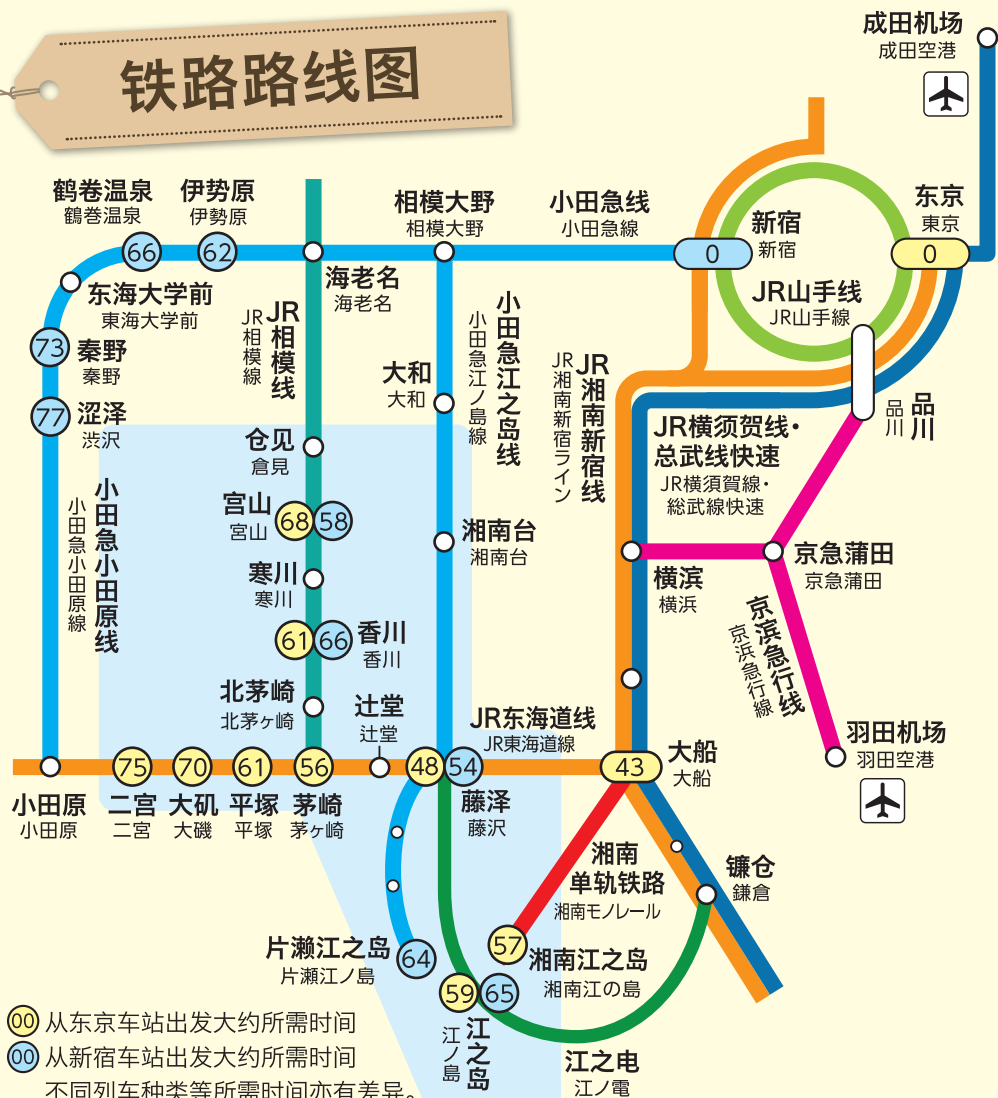 铁路路线图
成田机场
成田空港
鹤卷温泉
鶴巻温泉
66
伊势原
伊勢原
62
相模大野
相模大野
小田急线
小田急線
新宿
新宿
0
东京
東京
0
东海大学前
東海大学前
海老名
海老名
JR山手线
JR山手線
73
秦野
秦野
JR相模线
JR相模線
小田急江之岛线
小田急江ノ島線
大和
大和
JR湘南新宿线
JR湘南新宿ライン
品川
品川
77
涩泽
渋沢
仓见
倉見
JR横须贺线・
总武线快速
JR横須賀線・
総武線快速
小田急小田原线
小田急小田原線
宫山
宮山
68
58
湘南台
湘南台
横滨
横浜
京急蒲田
京急蒲田
寒川
寒川
京滨急行线
京浜急行線
61
66
香川
香川
北茅崎
北茅ヶ崎
辻堂
辻堂
JR东海道线
JR東海道線
大船
大船
43
羽田机场
羽田空港
小田原
小田原
75
二宫
二宮
70
大矶
大磯
61
平塚
平塚
56
茅崎
茅ヶ崎
48
54
藤泽
藤沢
湘南
单轨铁路
湘南モノレール
镰仓
鎌倉
片濑江之岛
片瀬江ノ島
64
57
湘南江之岛
湘南江の島
59
65
江之岛
江ノ島
江之电
江ノ電
00 从东京车站出发大约所需时间
00 从新宿车站出发大约所需时间
不同列车种类等所需时间亦有差异。